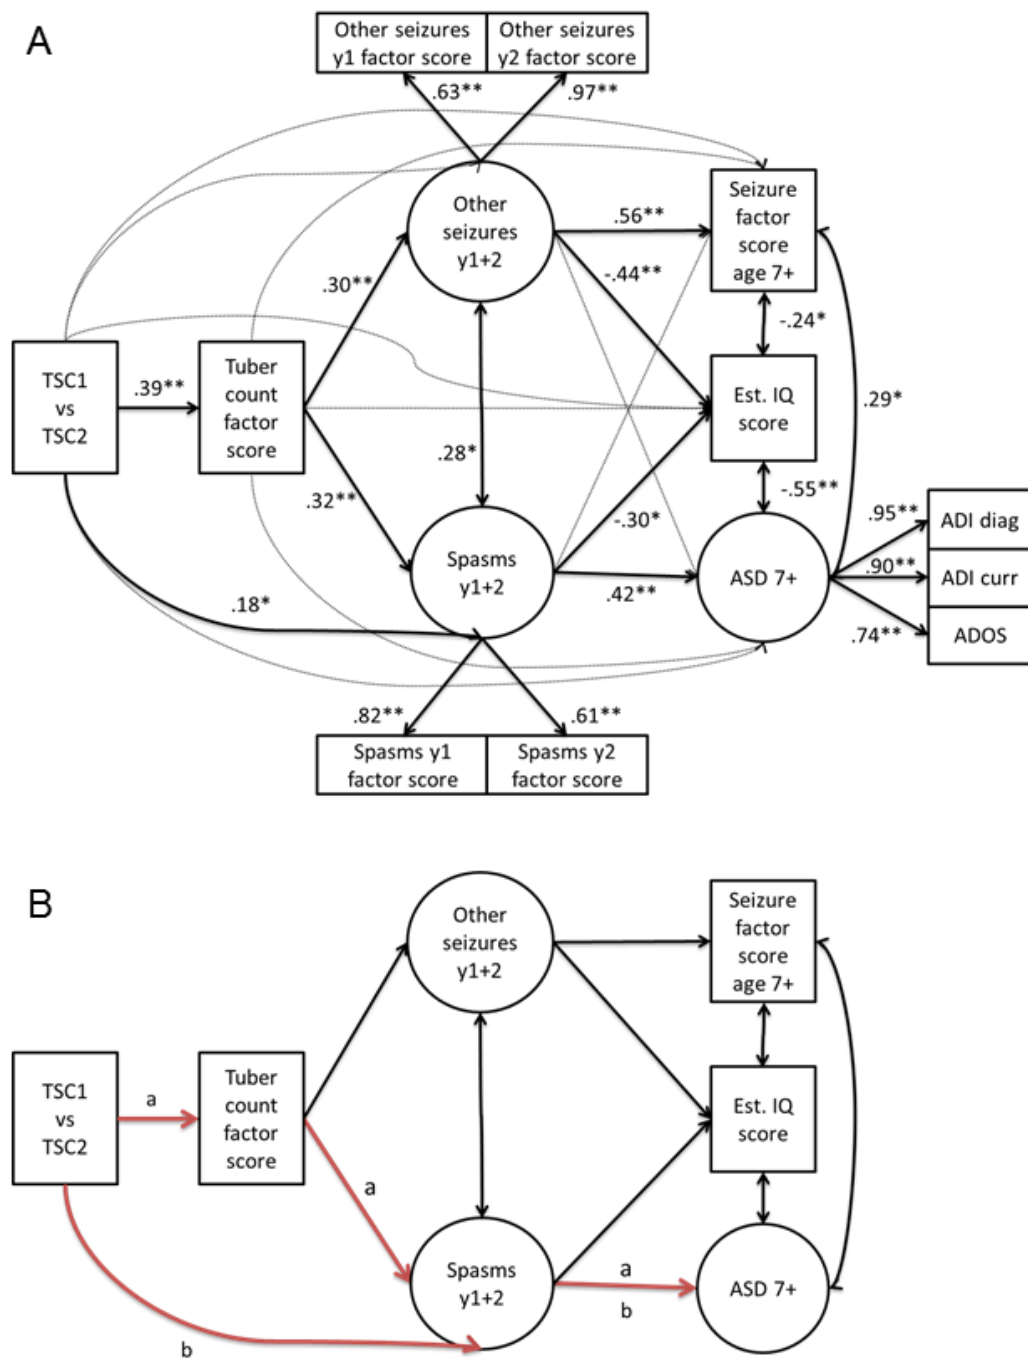 A
Other seizures
y1 factor score
Other seizures
y2 factor score
.63**
.97**
Other
seizures
y1+2
Seizure
factor
score
age 7+
.56**
-.44**
.30**
-.24*
TSC1
vs
TSC2
.39**
Tuber
count
factor
score
Est. IQ
score
.29*
.28*
.32**
-.30*
-.55**
Spasms
y1+2
.42**
ASD 7+
.95**
ADI diag
.90**
ADI curr
.74**
ADOS
.18*
.82**
.61**
Spasms y1
factor score
Spasms y2
factor score
B
Other
seizures
y1+2
Seizure
factor
score
age 7+
TSC1
vs
TSC2
a
Tuber
count
factor
score
Est. IQ
score
a
Spasms
y1+2
a
b
ASD 7+
b